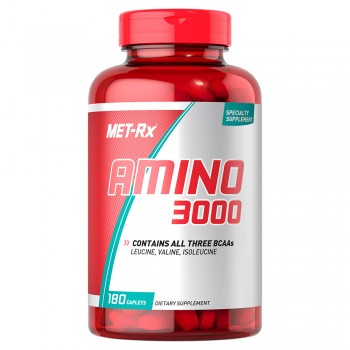 SPECIALTY
SUPPLEMENT
MET-Rx
AMINO
3000
» CONTAINS ALL THREE BCAAs
LEUCINE, VALINE, ISOLEUCINE
180 CAPLETS
DIETARY SUPPLEMENT